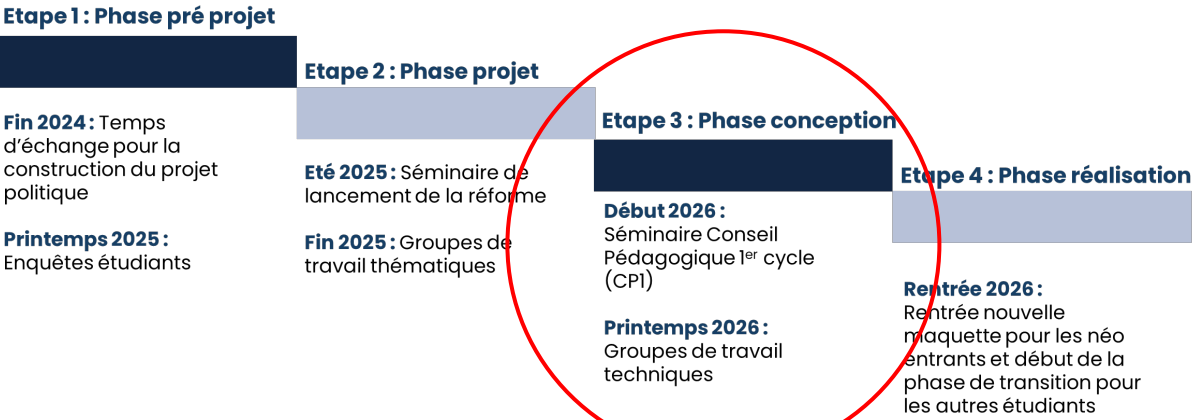 Etape 1 : Phase pré projet
Fin 2024 : Temps
d’échange pour la
construction du projet
politique
Printemps 2025 :
Enquêtes étudiants
Etape 2 : Phase projet
Eté 2025 : Séminaire de
lancement de la réforme
Fin 2025 : Groupes de
travail thématiques
Etape 3 : Phase conception
Début 2026 :
Séminaire Conseil
Pédagogique 1er cycle
(CP1)
Printemps 2026 :
Groupes de travail
techniques
Etape 4 : Phase réalisation
Rentrée 2026 :
Rentrée nouvelle
maquette pour les néo
entrants et début de la
phase de transition pour
les autres étudiants